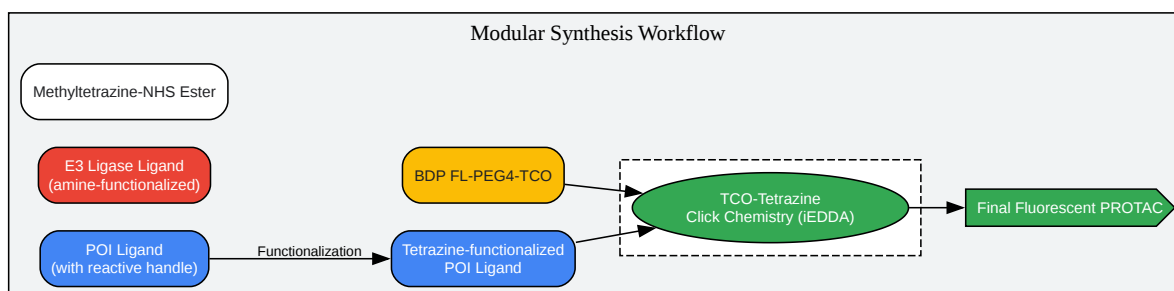 Modular Synthesis Workflow
Methyltetrazine-NHS Ester
E3 Ligase Ligand
(amine-functionalized)
BDP FL-PEG4-TCO
TCO-Tetrazine
Click Chemistry (iEDDA)
Final Fluorescent PROTAC
POI Ligand
(with reactive handle)
Functionalization
Tetrazine-functionalized
POI Ligand